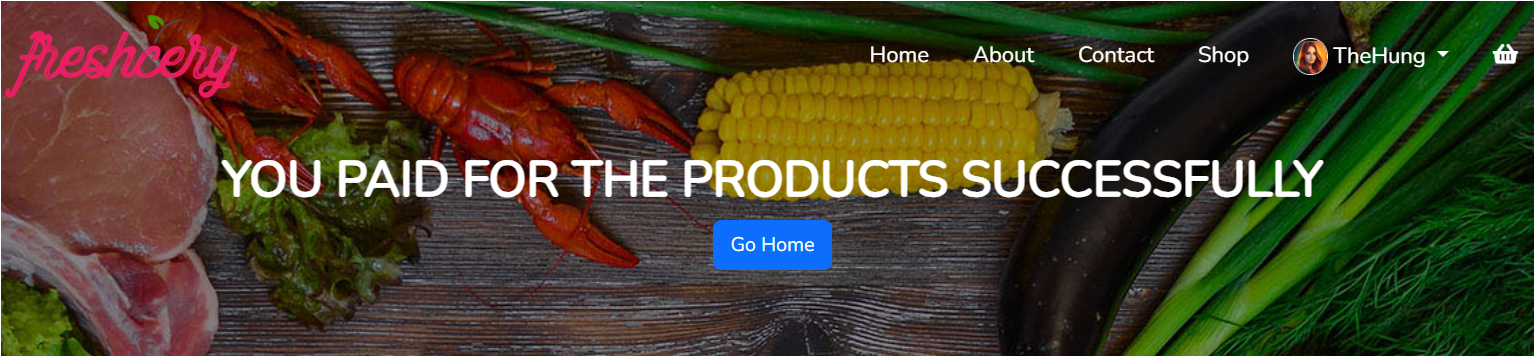 freshcery
Home About Contact Shop TheHung
YOU PAID FOR THE PRODUCTS SUCCESSFULLY
Go Home